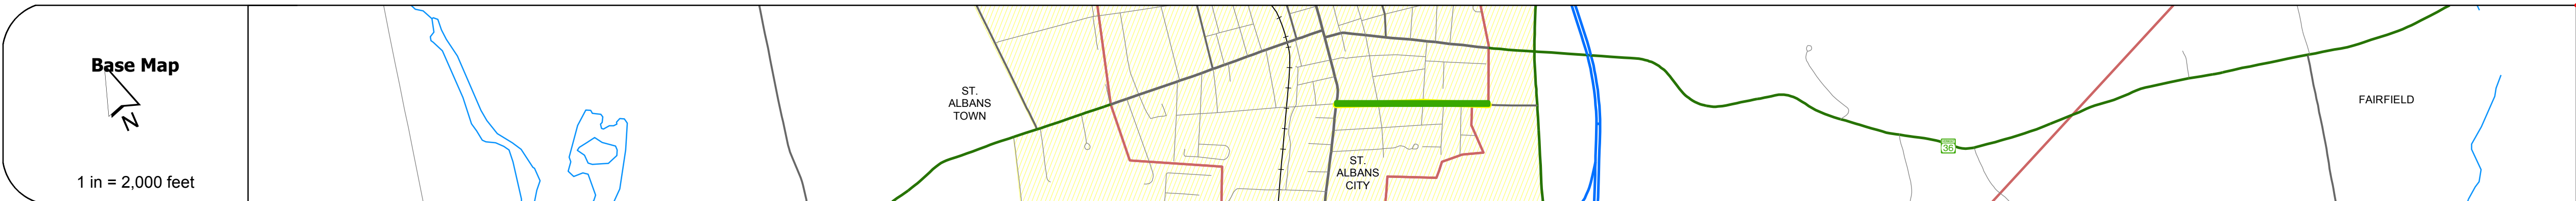 Base Map
N
1 in = 2,000 feet
ST.
ALBANS
TOWN
ST.
ALBANS
CITY
36
FAIRFIELD